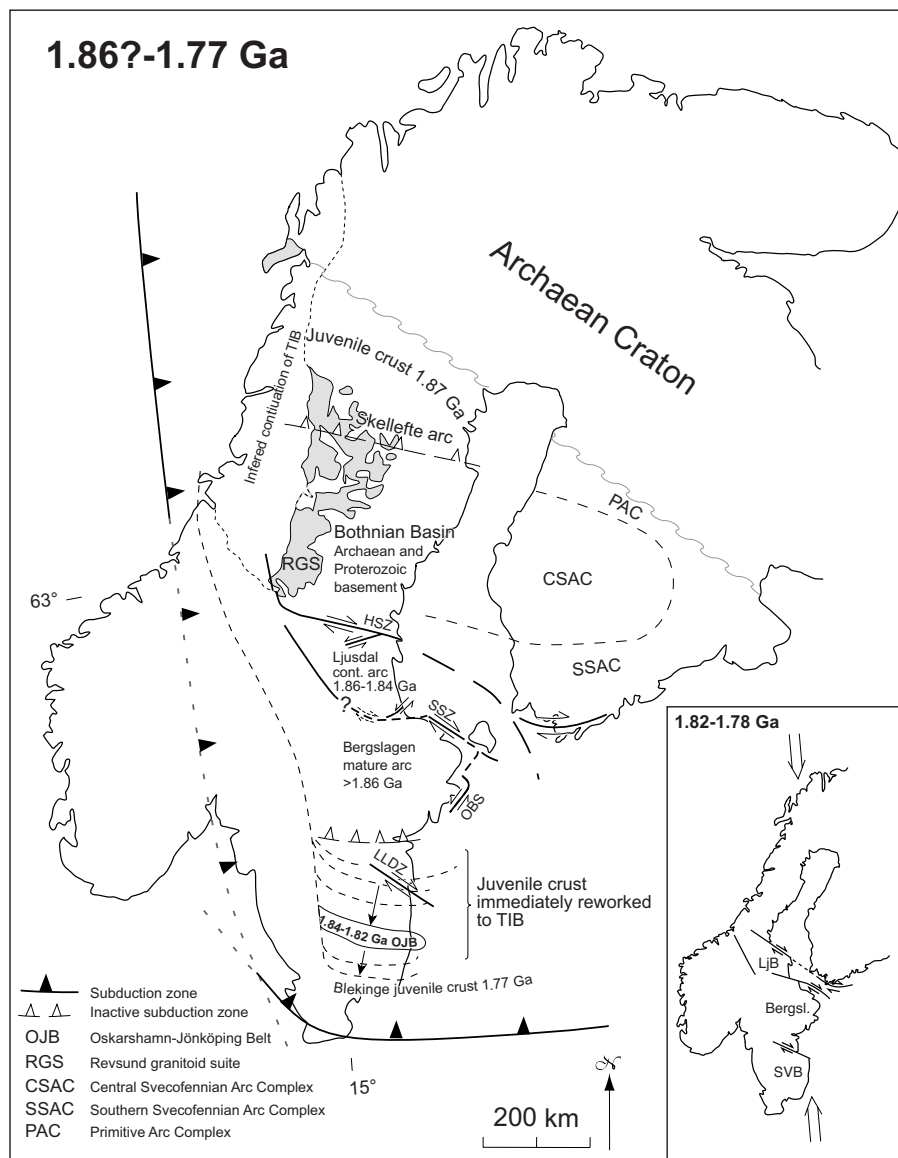 1.86?-1.77 Ga
Archaean Craton
Infered contiuation of TIB
Juvenile crust 1.87 Ga
Skellefte arc
PAC
Bothnian Basin
Archaean and
Proterozoic
basement
RGS
CSAC
63°
HSZ
SSAC
Ljusdal
cont. arc
1.86-1.84 Ga
?
SSZ
Bergslagen
mature arc
>1.86 Ga
OBS
LLDZ
Juvenile crust
immediately reworked
to TIB
1.84-1.82 Ga OJB
Blekinge juvenile crust 1.77 Ga
Subduction zone
Inactive subduction zone
OJB Oskarshamn-Jönköping Belt
RGS Revsund granitoid suite
CSAC Central Svecofennian Arc Complex
SSAC Southern Svecofennian Arc Complex
PAC Primitive Arc Complex
15°
200 km
N
1.82-1.78 Ga
LjB
Bergsl.
SVB